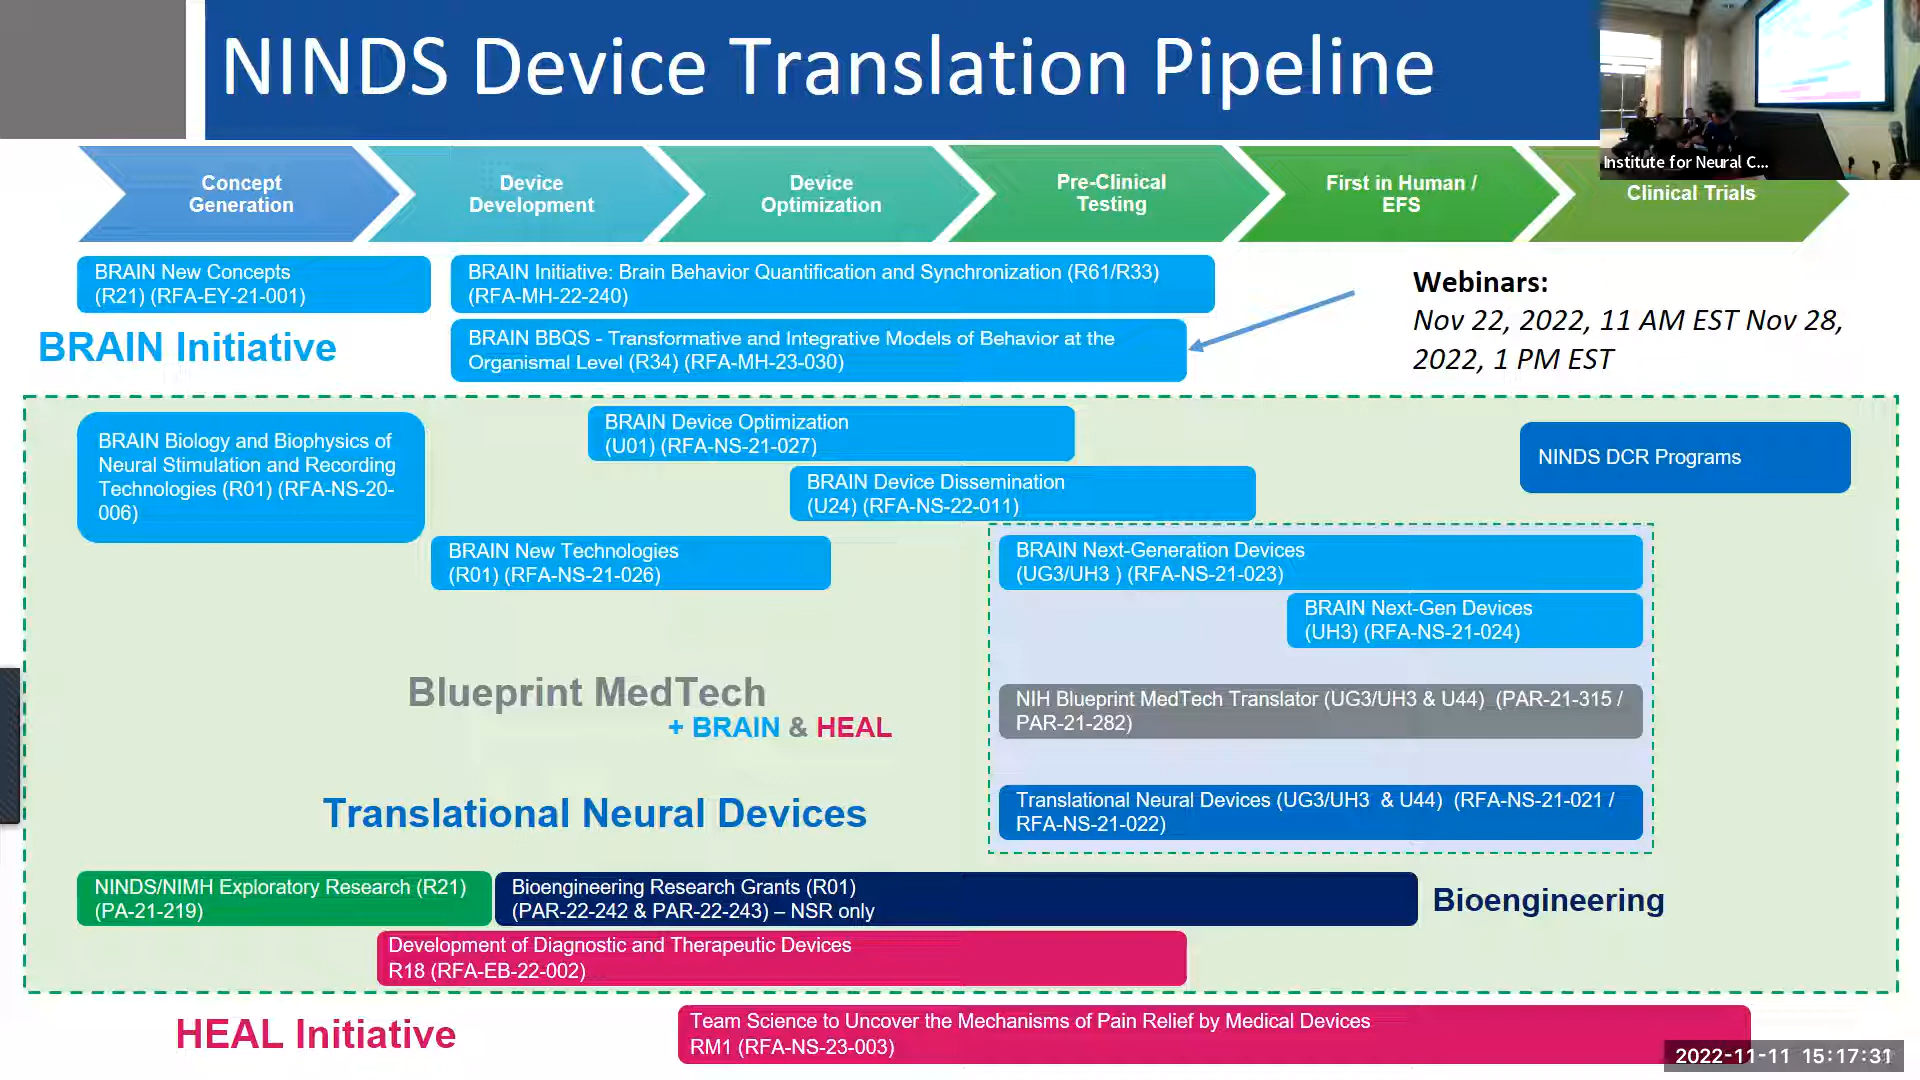 NINDS Device Translation Pipeline
Institute for Neural C...
Concept
Generation
Device
Development
Device
Optimization
Pre-Clinical
Testing
First in Human /
EFS
Clinical Trials
BRAIN New Concepts
(R21) (RFA-EY-21-001)
BRAIN Initiative: Brain Behavior Quantification and Synchronization (R61/R33)
(RFA-MH-22-240)
Webinars:
Nov 22, 2022, 11 AM EST Nov 28,
2022, 1 PM EST
BRAIN Initiative
BRAIN BBQS - Transformative and Integrative Models of Behavior at the
Organismal Level (R34) (RFA-MH-23-030)
BRAIN Biology and Biophysics of
Neural Stimulation and Recording
Technologies (R01) (RFA-NS-20-
006)
BRAIN Device Optimization
(U01) (RFA-NS-21-027)
NINDS DCR Programs
BRAIN Device Dissemination
(U24) (RFA-NS-22-011)
BRAIN New Technologies
(R01) (RFA-NS-21-026)
BRAIN Next-Generation Devices
(UG3/UH3 ) (RFA-NS-21-023)
BRAIN Next-Gen Devices
(UH3) (RFA-NS-21-024)
Blueprint MedTech
+ BRAIN & HEAL
NIH Blueprint MedTech Translator (UG3/UH3 & U44) (PAR-21-315 /
PAR-21-282)
Translational Neural Devices
Translational Neural Devices (UG3/UH3 & U44) (RFA-NS-21-021 /
RFA-NS-21-022)
NINDS/NIMH Exploratory Research (R21)
(PA-21-219)
Bioengineering Research Grants (R01)
(PAR-22-242 & PAR-22-243) – NSR only
Bioengineering
Development of Diagnostic and Therapeutic Devices
R18 (RFA-EB-22-002)
HEAL Initiative
Team Science to Uncover the Mechanisms of Pain Relief by Medical Devices
RM1 (RFA-NS-23-003)
2022-11-11 15:17:31